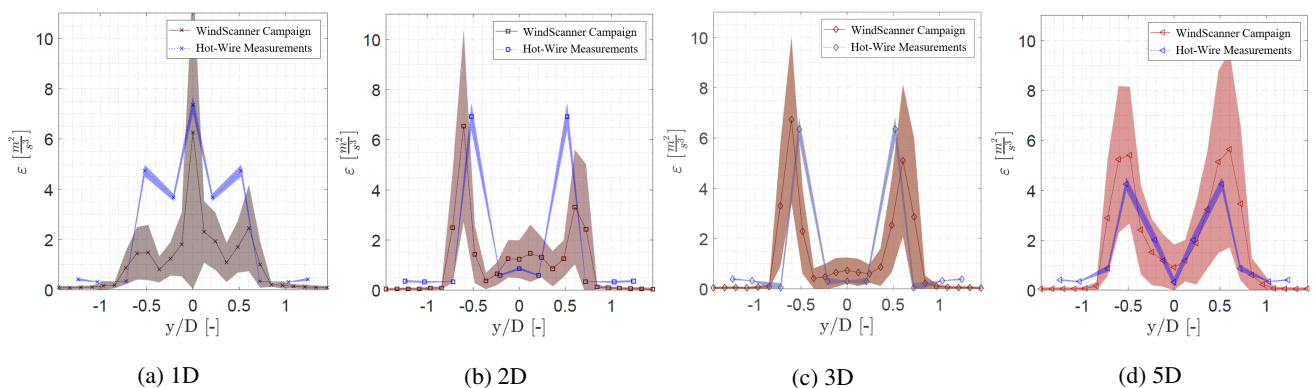 10
8
6
4
2
0
ε [m²/s³]
-1
-0.5
0
0.5
1
y/D [-]
WindScanner Campaign
Hot-Wire Measurements
(a) 1D
10
8
6
4
2
0
ε [m²/s³]
-1
-0.5
0
0.5
1
y/D [-]
WindScanner Campaign
Hot-Wire Measurements
(b) 2D
10
8
6
4
2
0
ε [m²/s³]
-1
-0.5
0
0.5
1
y/D [-]
WindScanner Campaign
Hot-Wire Measurements
(c) 3D
10
8
6
4
2
0
ε [m²/s³]
-1
-0.5
0
0.5
1
y/D [-]
WindScanner Campaign
Hot-Wire Measurements
(d) 5D